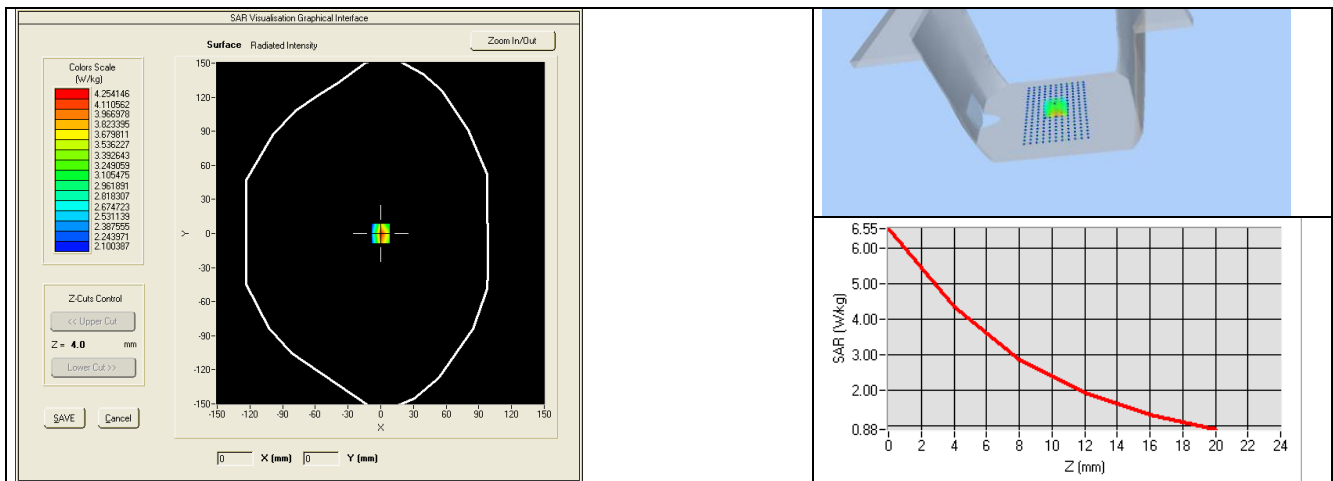 SAR Visualisation Graphical Interface
Surface Radiated Intensity
Zoom In/Out
Colors Scale
(W/kg)
4.254146
4.110562
3.966978
3.823395
3.679811
3.536227
3.392643
3.249059
3.105475
2.961891
2.818307
2.674723
2.531139
2.387555
2.243971
2.100387
Z-Cuts Control
<< Upper Cut
Z = 4.0 mm
Lower Cut >>
SAVE Cancel
150
120
90
60
30
0
-30
-60
-90
-120
-150
Y
-150 -120 -90 -60 -30 0 30 60 90 120 150
X
0 X (mm) 0 Y (mm)
6.55
6.00
5.00
4.00
3.00
2.00
0.88
SAR (W/kg)
0 2 4 6 8 10 12 14 16 18 20 22 24
Z (mm)